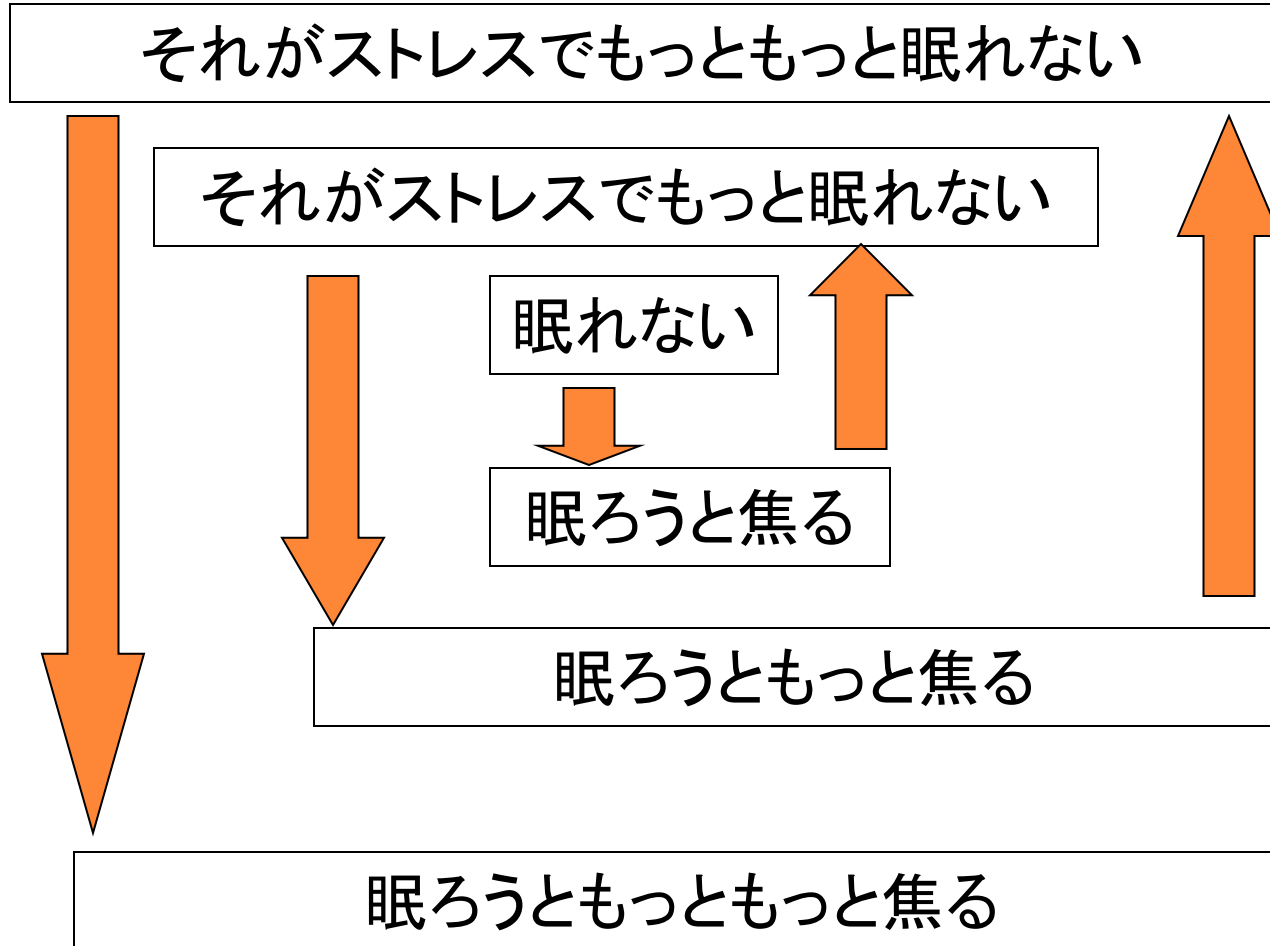 それがストレスでもっともっと眠れない
それがストレスでもっと眠れない
眠れない
眠ろうと焦る
眠ろうともっと焦る
眠ろうともっともっと焦る